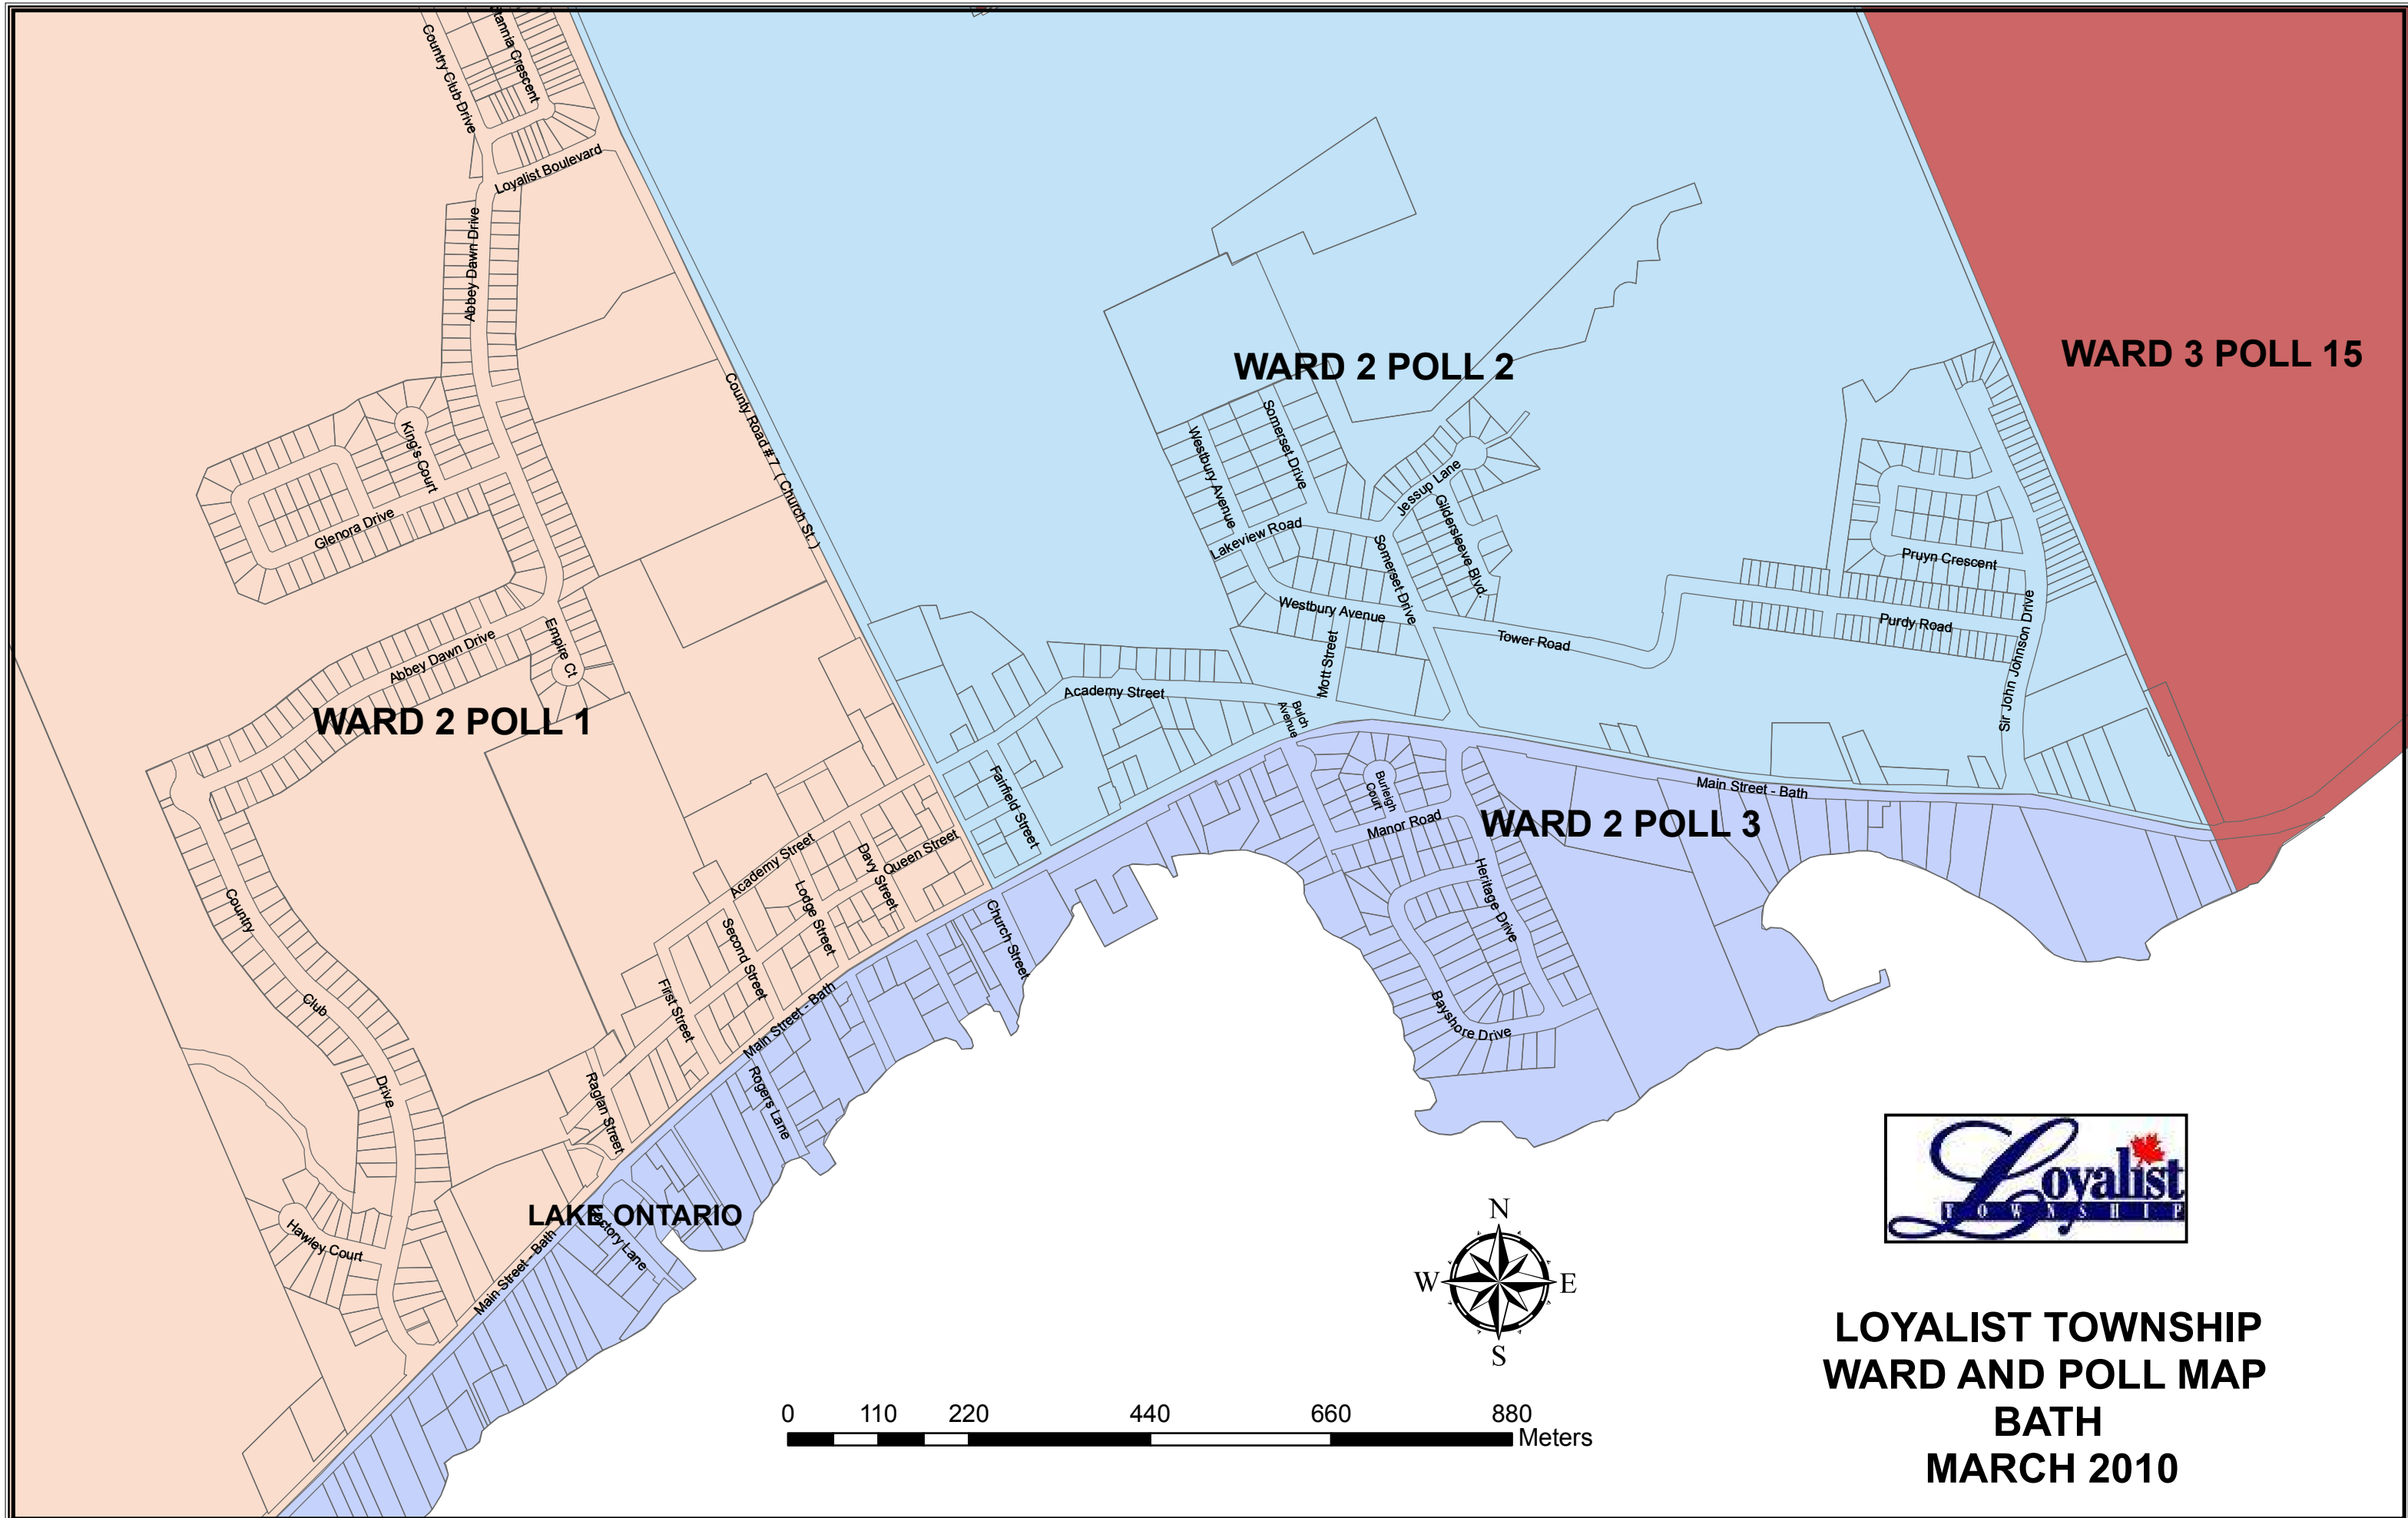 Country Club Drive
tannia Crescent
Loyalist Boulevard
Abbey Dawn Drive
King's Court
Glenora Drive
County Road # 7 ( Church St. )
Abbey Dawn Drive
Empire Ct
WARD 2 POLL 1
WARD 2 POLL 2
WARD 3 POLL 15
Westbury Avenue
Somerset Drive
Jessup Lane
Gildersleeve Blvd.
Lakeview Road
Somerset Drive
Westbury Avenue
Mott Street
Tower Road
Pruyn Crescent
Purdy Road
Sir John Johnson Drive
Academy Street
Bulch
Avenue
Fairfield Street
Burleigh
Court
Manor Road
WARD 2 POLL 3
Main Street - Bath
Heritage Drive
Bayshore Drive
Academy Street
Davy Street
Queen Street
Lodge Street
Second Street
First Street
Church Street
Main Street - Bath
Raglan Street
Rogers Lane
Country
Club
Drive
Hawley Court
LAKE ONTARIO
ctory Lane
Main Street - Bath
N
W
E
S
0 110 220 440 660 880
Meters
Loyalist
TOWNSHIP
LOYALIST TOWNSHIP
WARD AND POLL MAP
BATH
MARCH 2010